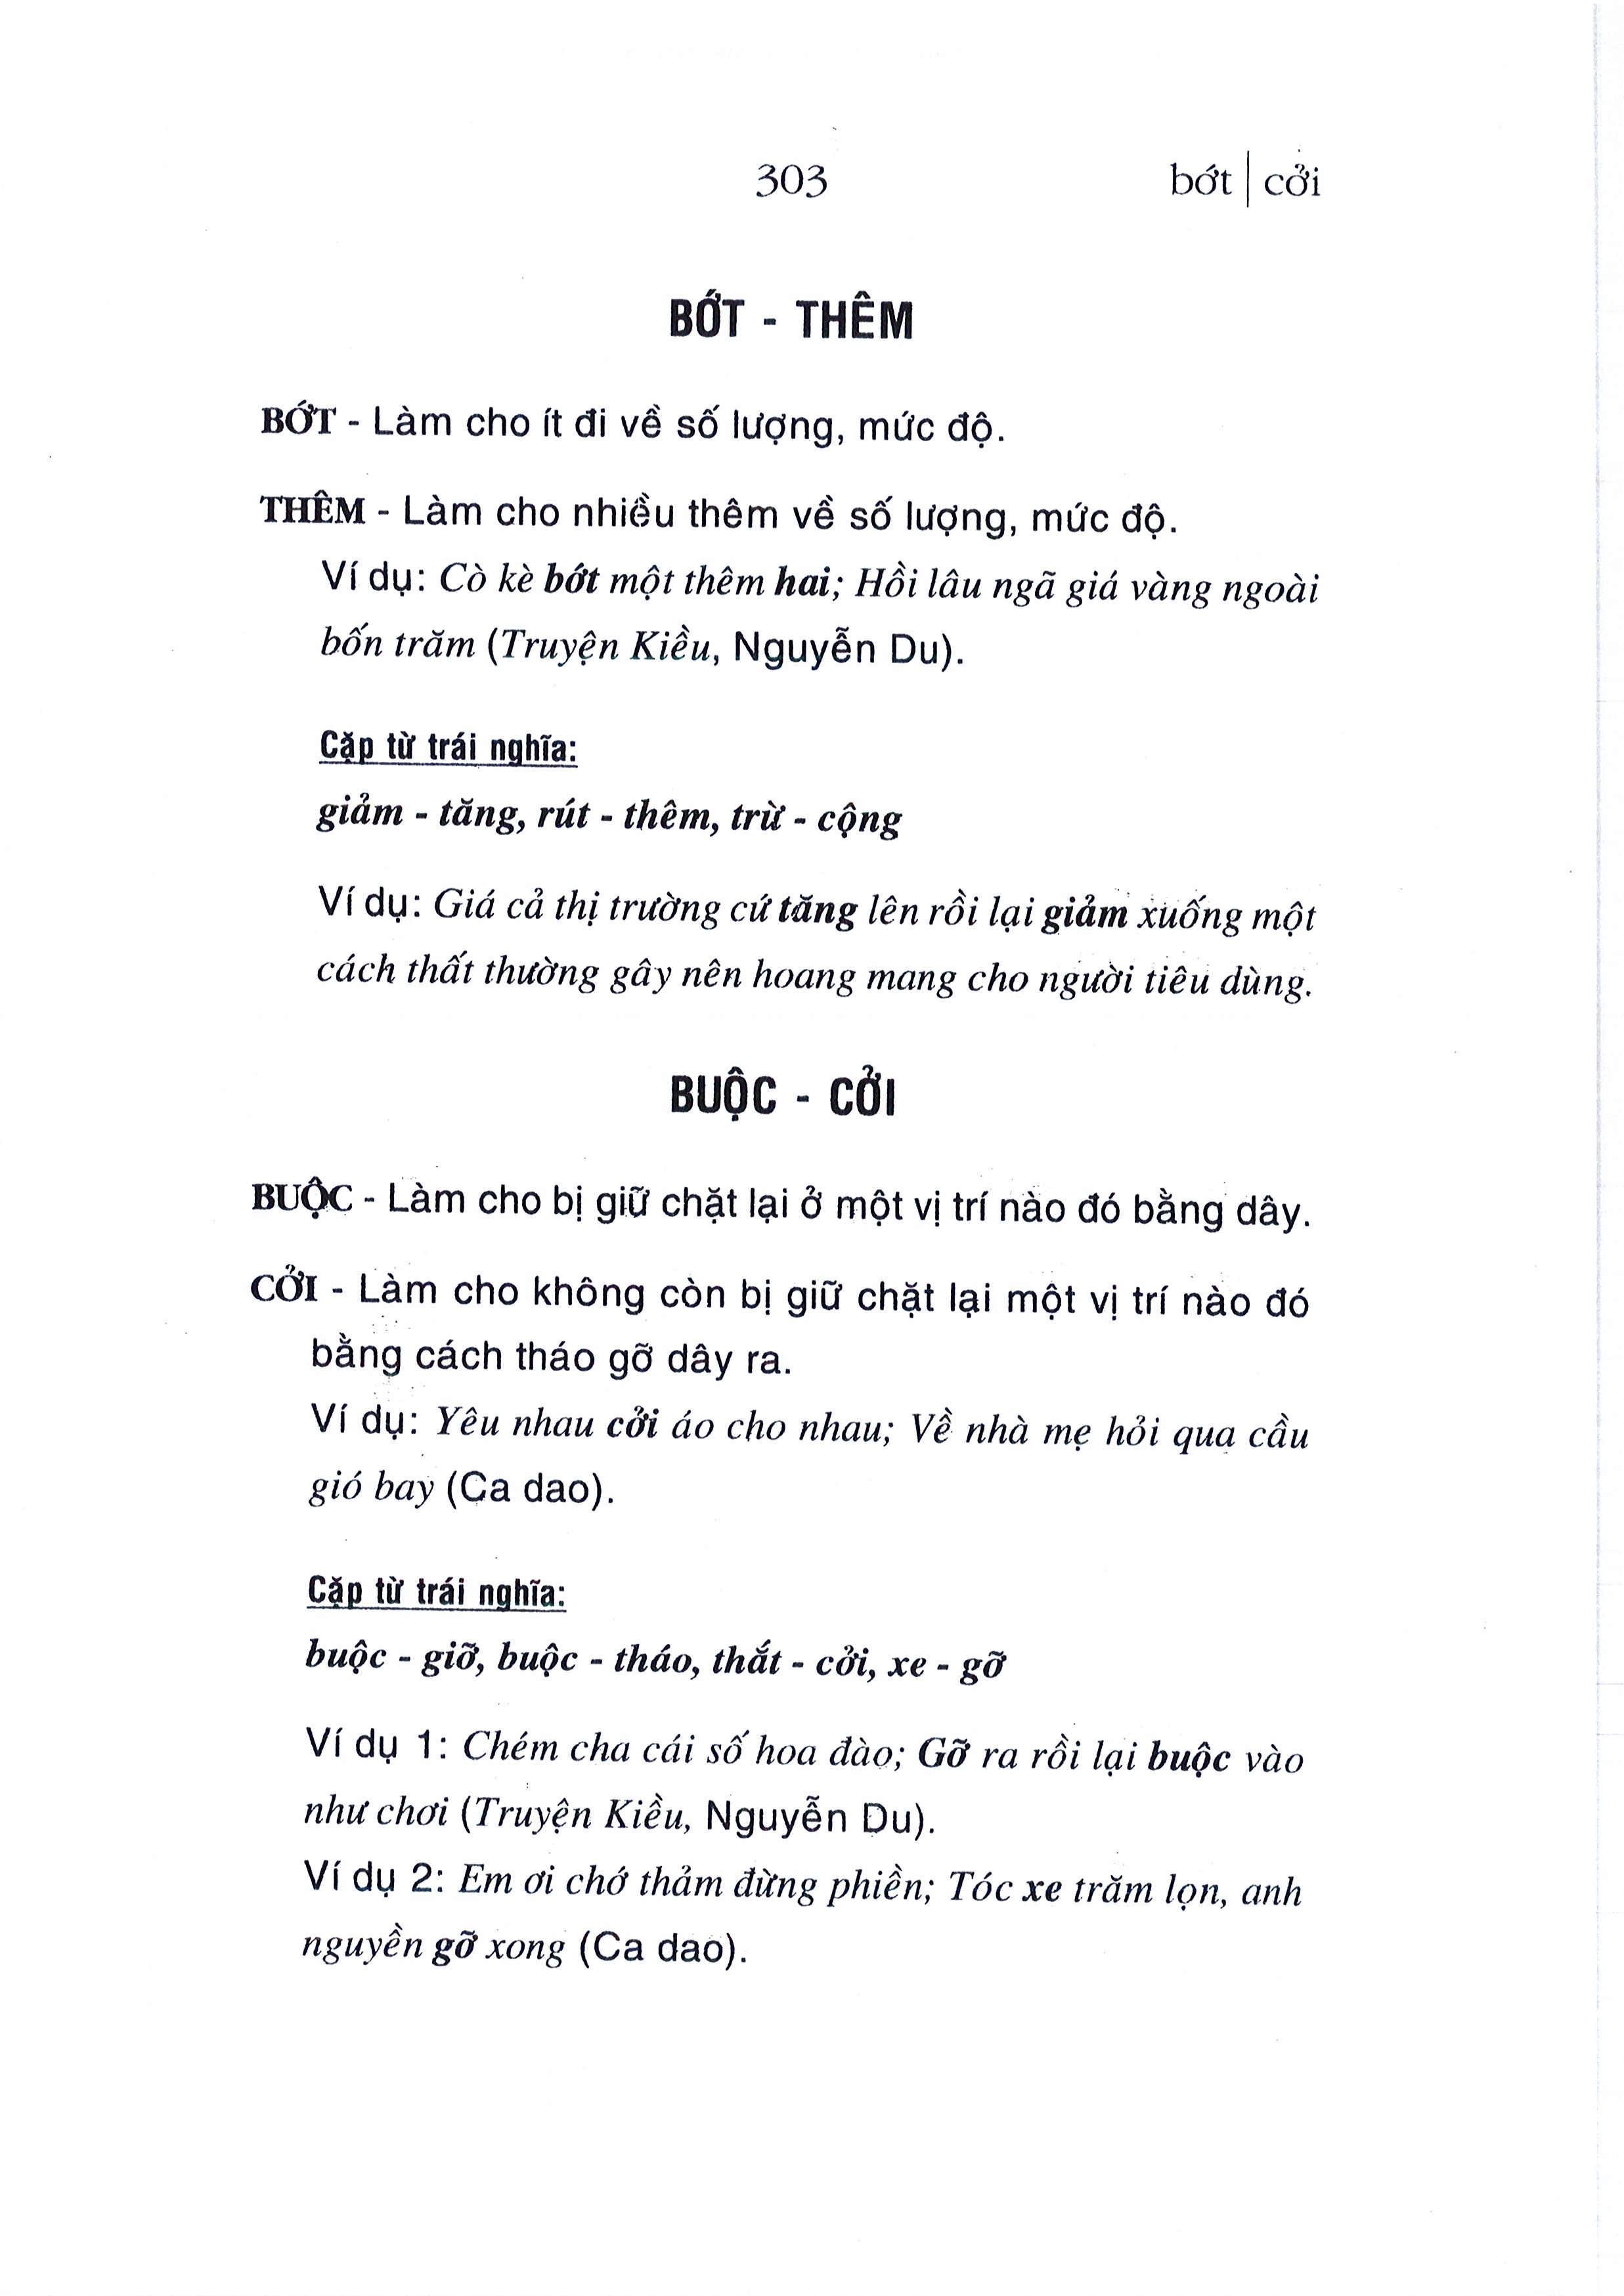 303
bớt | cởi
BỚT - THÊM
BỚT - Làm cho ít đi về số lượng, mức độ.
THÊM - Làm cho nhiều thêm về số lượng, mức độ.
Ví dụ: Cò kè bớt một thêm hai; Hồi lâu ngã giá vàng ngoài
bốn trăm (Truyện Kiều, Nguyễn Du).
Cặp từ trái nghĩa:
giảm - tăng, rút - thêm, trừ - cộng
Ví dụ: Giá cả thị trường cứ tăng lên rồi lại giảm xuống một
cách thất thường gây nên hoang mang cho người tiêu dùng.
BUỘC - CỞI
BUỘC - Làm cho bị giữ chặt lại ở một vị trí nào đó bằng dây.
CỞI - Làm cho không còn bị giữ chặt lại một vị trí nào đó
bằng cách tháo gỡ dây ra.
Ví dụ: Yêu nhau cởi áo cho nhau; Về nhà mẹ hỏi qua cầu
gió bay (Ca dao).
Cặp từ trái nghĩa:
buộc - giỡ, buộc - tháo, thắt - cởi, xe - gỡ
Ví dụ 1: Chém cha cái số hoa đào; Gỡ ra rồi lại buộc vào
như chơi (Truyện Kiều, Nguyễn Du).
Ví dụ 2: Em ơi chớ thảm đừng phiền; Tóc xe trăm lọn, anh
nguyền gỡ xong (Ca dao).